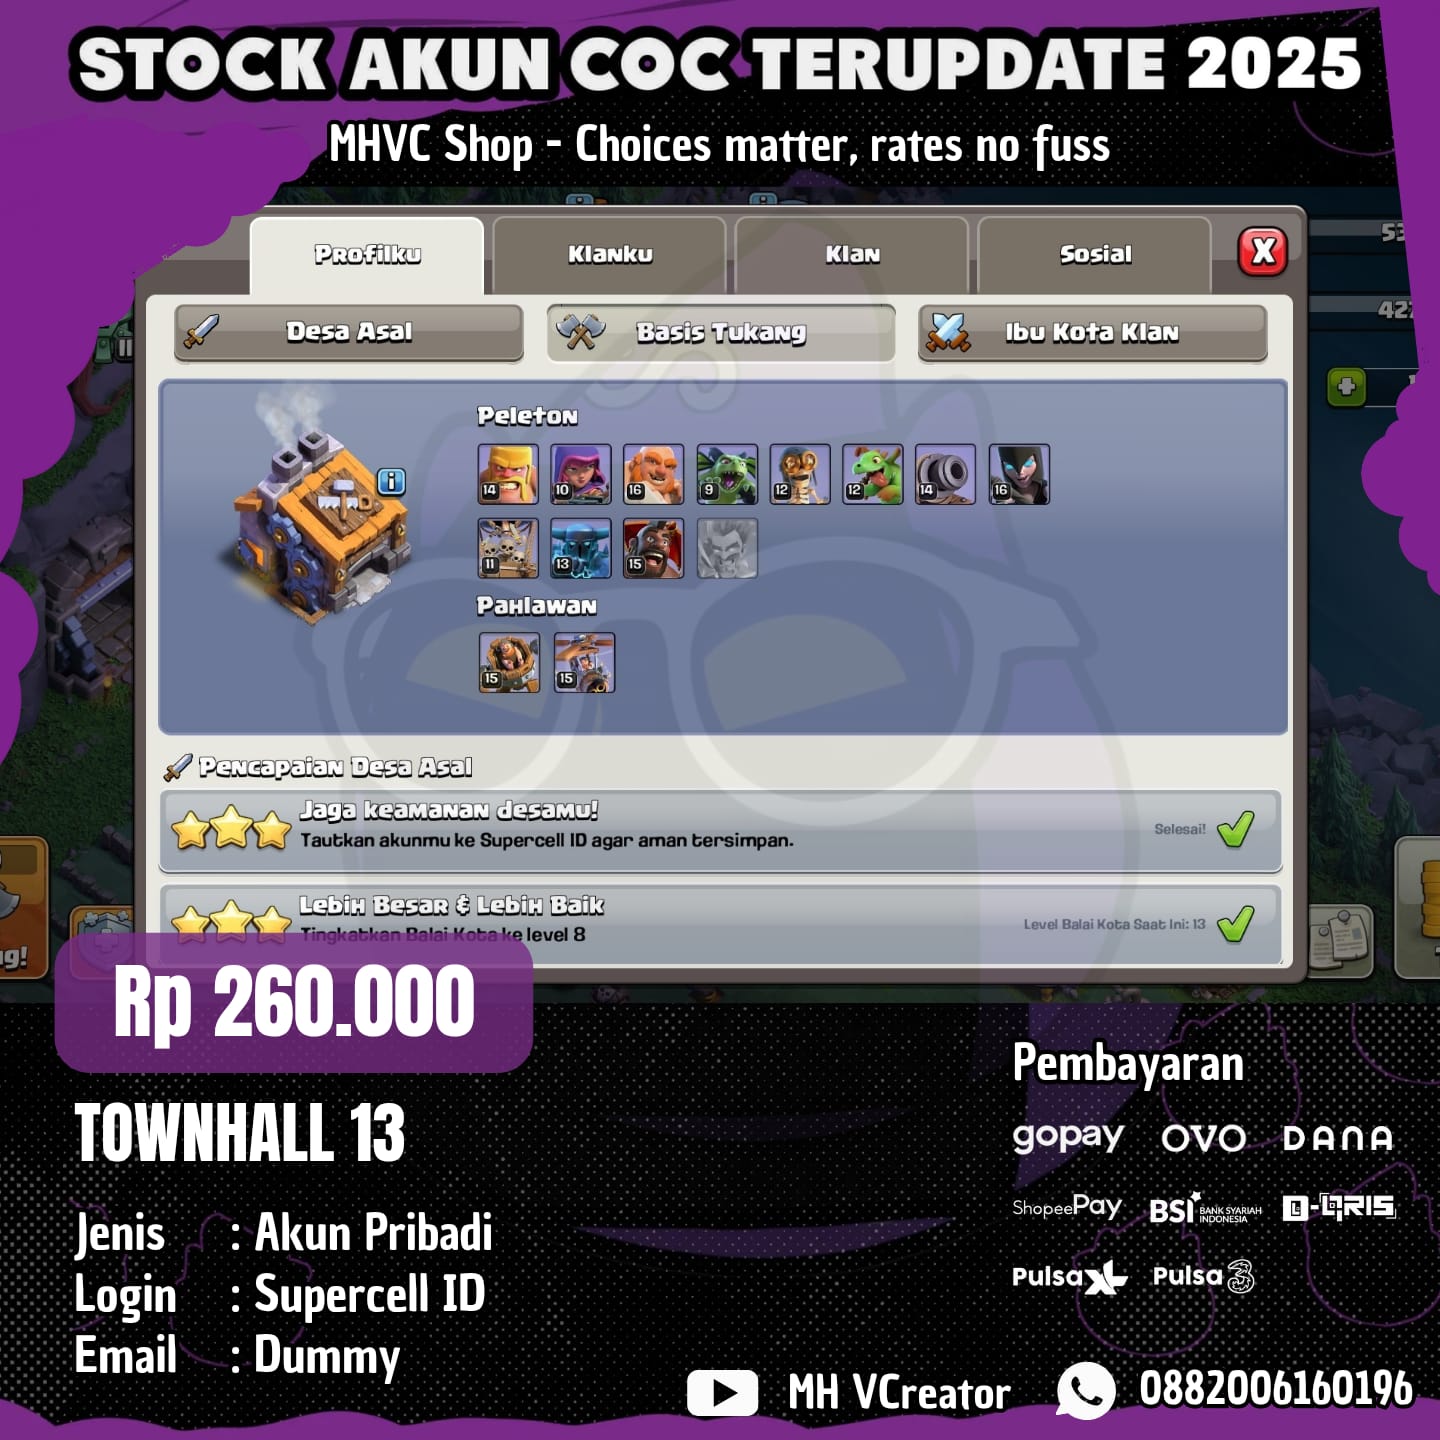 STOCK AKUN COC TERUPDATE 2025
MHVC Shop - Choices matter, rates no fuss
Profilku
Klanku
Klan
Sosial
X
Desa Asal
Basis Tukang
Ibu Kota Klan
Peleton
14 10 16 9 12 12 14 16
11 13 15
Pahlawan
15 15
Pencapaian Desa Asal
Jaga keamanan desamu!
Tautkan akunmu ke Supercell ID agar aman tersimpan.
Selesai!
Lebih Besar & Lebih Baik
Tingkatkan Balai Kota ke level 8
Level Balai Kota Saat Ini: 13
Rp 260.000
TOWNHALL 13
Jenis : Akun Pribadi
Login : Supercell ID
Email : Dummy
Pembayaran
gopay OVO DANA
ShopeePay BSI BANK SYARIAH INDONESIA QRIS
Pulsa XL Pulsa 3
MH VCreator
0882006160196